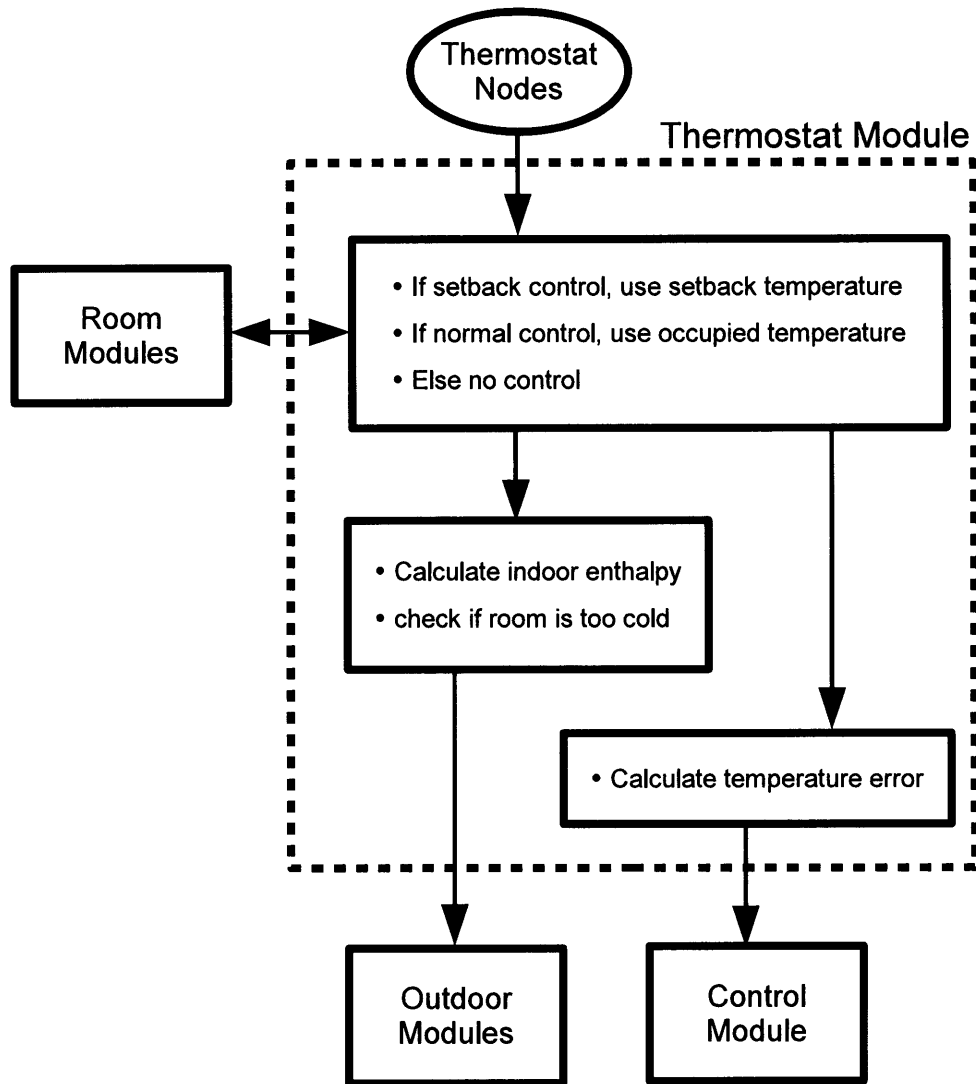 Thermostat
Nodes
Thermostat Module
Room
Modules
• If setback control, use setback temperature
• If normal control, use occupied temperature
• Else no control
• Calculate indoor enthalpy
• check if room is too cold
• Calculate temperature error
Outdoor
Modules
Control
Module